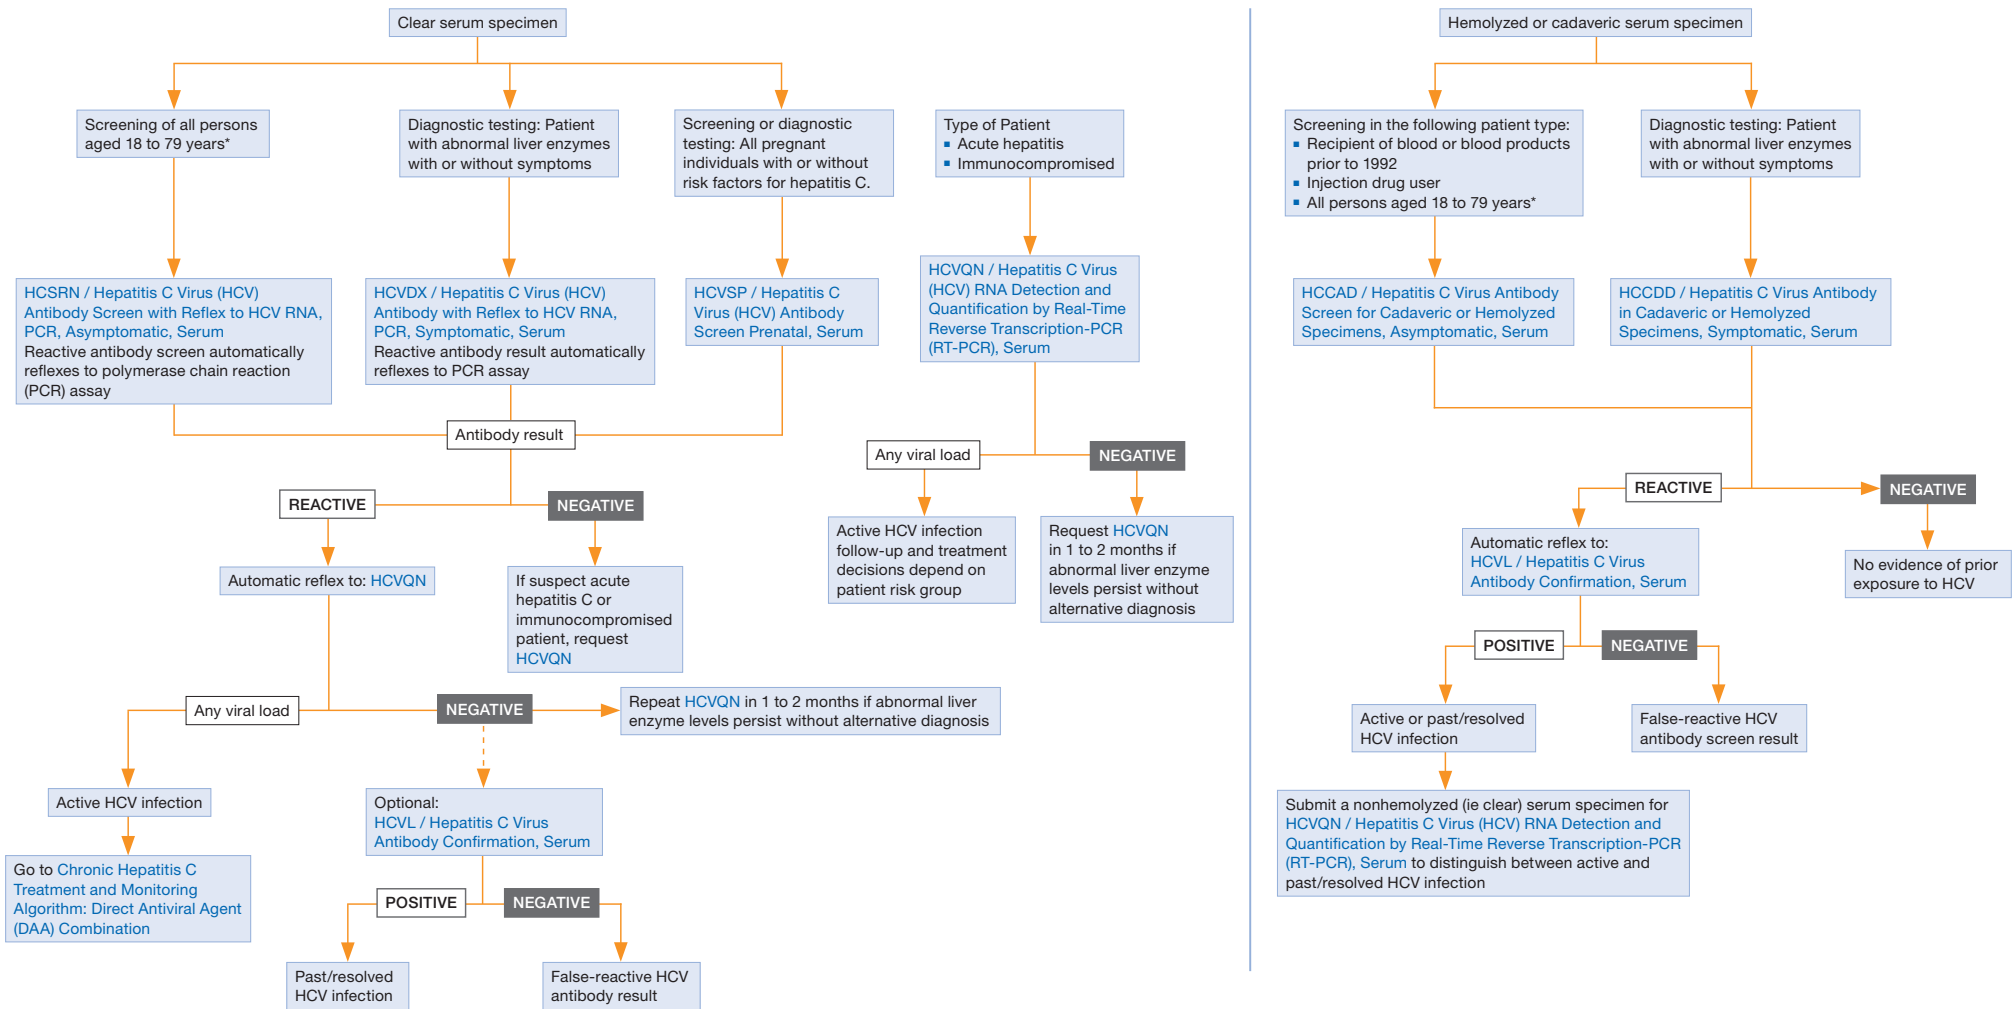 Clear serum specimen
Screening of all persons
aged 18 to 79 years*
Diagnostic testing: Patient
with abnormal liver enzymes
with or without symptoms
Screening or diagnostic
testing: All pregnant
individuals with or without
risk factors for hepatitis C.
Type of Patient
▪ Acute hepatitis
▪ Immunocompromised
HCSRN / Hepatitis C Virus (HCV)
Antibody Screen with Reflex to HCV RNA,
PCR, Asymptomatic, Serum
Reactive antibody screen automatically
reflexes to polymerase chain reaction
(PCR) assay
HCVDX / Hepatitis C Virus (HCV)
Antibody with Reflex to HCV RNA,
PCR, Symptomatic, Serum
Reactive antibody result automatically
reflexes to PCR assay
HCVSP / Hepatitis C
Virus (HCV) Antibody
Screen Prenatal, Serum
HCVQN / Hepatitis C Virus
(HCV) RNA Detection and
Quantification by Real-Time
Reverse Transcription-PCR
(RT-PCR), Serum
Antibody result
REACTIVE
NEGATIVE
Automatic reflex to: HCVQN
If suspect acute
hepatitis C or
immunocompromised
patient, request
HCVQN
Any viral load
NEGATIVE
Active HCV infection
follow-up and treatment
decisions depend on
patient risk group
Request HCVQN
in 1 to 2 months if
abnormal liver enzyme
levels persist without
alternative diagnosis
Any viral load
NEGATIVE
Repeat HCVQN in 1 to 2 months if abnormal liver
enzyme levels persist without alternative diagnosis
Active HCV infection
Go to Chronic Hepatitis C
Treatment and Monitoring
Algorithm: Direct Antiviral Agent
(DAA) Combination
Optional:
HCVL / Hepatitis C Virus
Antibody Confirmation, Serum
POSITIVE
NEGATIVE
Past/resolved
HCV infection
False-reactive HCV
antibody result
Hemolyzed or cadaveric serum specimen
Screening in the following patient type:
▪ Recipient of blood or blood products
prior to 1992
▪ Injection drug user
▪ All persons aged 18 to 79 years*
Diagnostic testing: Patient
with abnormal liver enzymes
with or without symptoms
HCCAD / Hepatitis C Virus Antibody
Screen for Cadaveric or Hemolyzed
Specimens, Asymptomatic, Serum
HCCDD / Hepatitis C Virus Antibody
in Cadaveric or Hemolyzed
Specimens, Symptomatic, Serum
REACTIVE
NEGATIVE
Automatic reflex to:
HCVL / Hepatitis C Virus
Antibody Confirmation, Serum
No evidence of prior
exposure to HCV
POSITIVE
NEGATIVE
Active or past/resolved
HCV infection
False-reactive HCV
antibody screen result
Submit a nonhemolyzed (ie clear) serum specimen for
HCVQN / Hepatitis C Virus (HCV) RNA Detection and
Quantification by Real-Time Reverse Transcription-PCR
(RT-PCR), Serum to distinguish between active and
past/resolved HCV infection